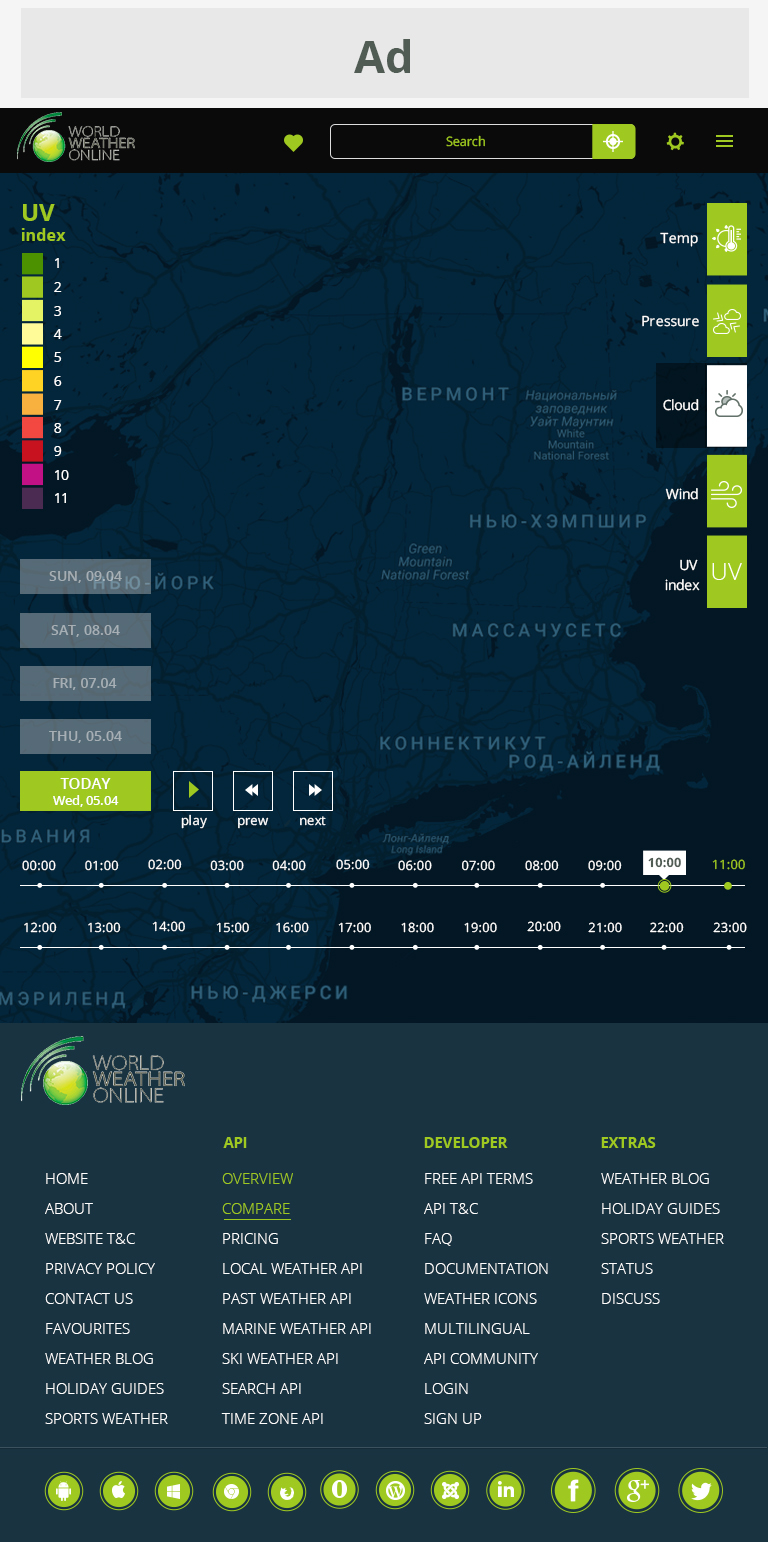 Ad
WORLD
WEATHER
ONLINE
Search
UV
index
1
2
3
4
5
6
7
8
9
10
11
Temp
Pressure
Cloud
Wind
UV
index
UV
ВЕРМОНТ
Национальный
заповедник
Уайт Маунтин
White
Mountain
National Forest
НЬЮ-ХЭМПШИР
Green
Mountain
National Forest
НЬЮ-ЙОРК
МАССАЧУСЕТС
КОННЕКТИКУТ
РОД-АЙЛЕНД
SUN, 09.04
SAT, 08.04
FRI, 07.04
THU, 05.04
TODAY
Wed, 05.04
play
prew
next
ЬВАНИЯ
Лонг-Айленд
Long Island
00:00 01:00 02:00 03:00 04:00 05:00 06:00 07:00 08:00 09:00 10:00 11:00
12:00 13:00 14:00 15:00 16:00 17:00 18:00 19:00 20:00 21:00 22:00 23:00
МЭРИЛЕНД
НЬЮ-ДЖЕРСИ
WORLD
WEATHER
ONLINE
HOME
ABOUT
WEBSITE T&C
PRIVACY POLICY
CONTACT US
FAVOURITES
WEATHER BLOG
HOLIDAY GUIDES
SPORTS WEATHER
API
OVERVIEW
COMPARE
PRICING
LOCAL WEATHER API
PAST WEATHER API
MARINE WEATHER API
SKI WEATHER API
SEARCH API
TIME ZONE API
DEVELOPER
FREE API TERMS
API T&C
FAQ
DOCUMENTATION
WEATHER ICONS
MULTILINGUAL
API COMMUNITY
LOGIN
SIGN UP
EXTRAS
WEATHER BLOG
HOLIDAY GUIDES
SPORTS WEATHER
STATUS
DISCUSS